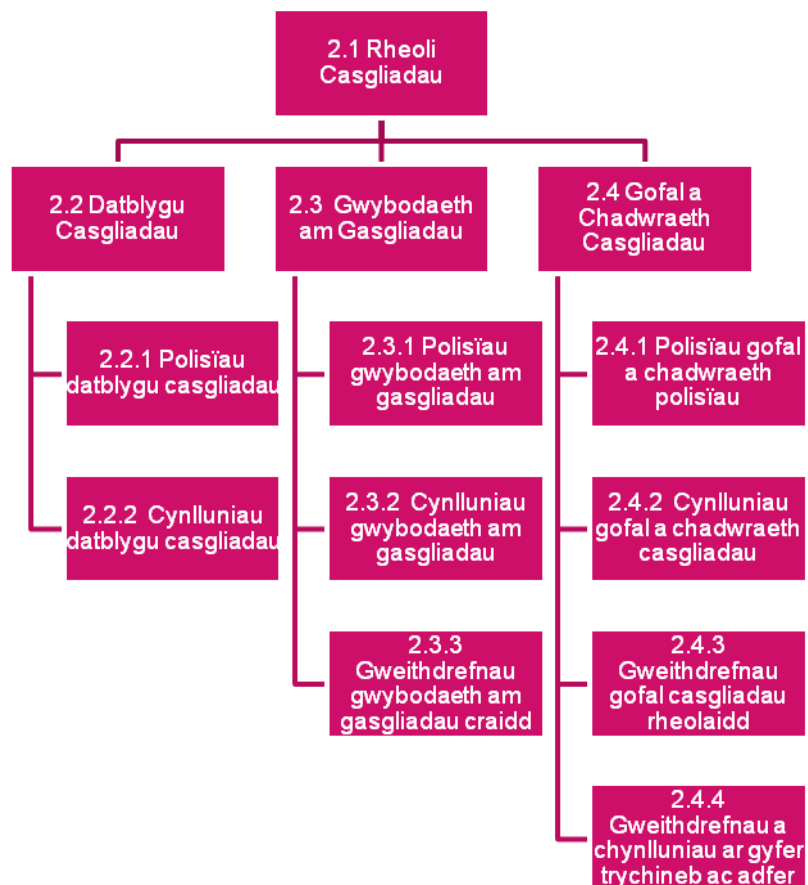 2.1 Rheoli
Casgliadau
2.2 Datblygu
Casgliadau
2.3 Gwybodaeth
am Gasgliadau
2.4 Gofal a
Chadwraeth
Casgliadau
2.2.1 Polisïau
datblygu casgliadau
2.3.1 Polisïau
gwybodaeth am
gasgliadau
2.4.1 Polisïau gofal
a chadwraeth
polisïau
2.2.2 Cynlluniau
datblygu casgliadau
2.3.2 Cynlluniau
gwybodaeth am
gasgliadau
2.4.2 Cynlluniau
gofal a chadwraeth
casgliadau
2.3.3
Gweithdrefnau
gwybodaeth am
gasgliadau craidd
2.4.3
Gweithdrefnau
gofal casgliadau
rheolaidd
2.4.4
Gweithdrefnau a
chynlluniau ar gyfer
trychineb ac adfer